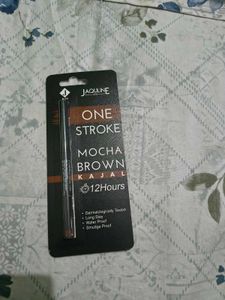 J
JAQULINE
ONE
STROKE
MOCHA
BROWN
KAJAL
12Hours
• Dermatologically Tested
• Long Stay
• Water Proof
• Smudge Proof